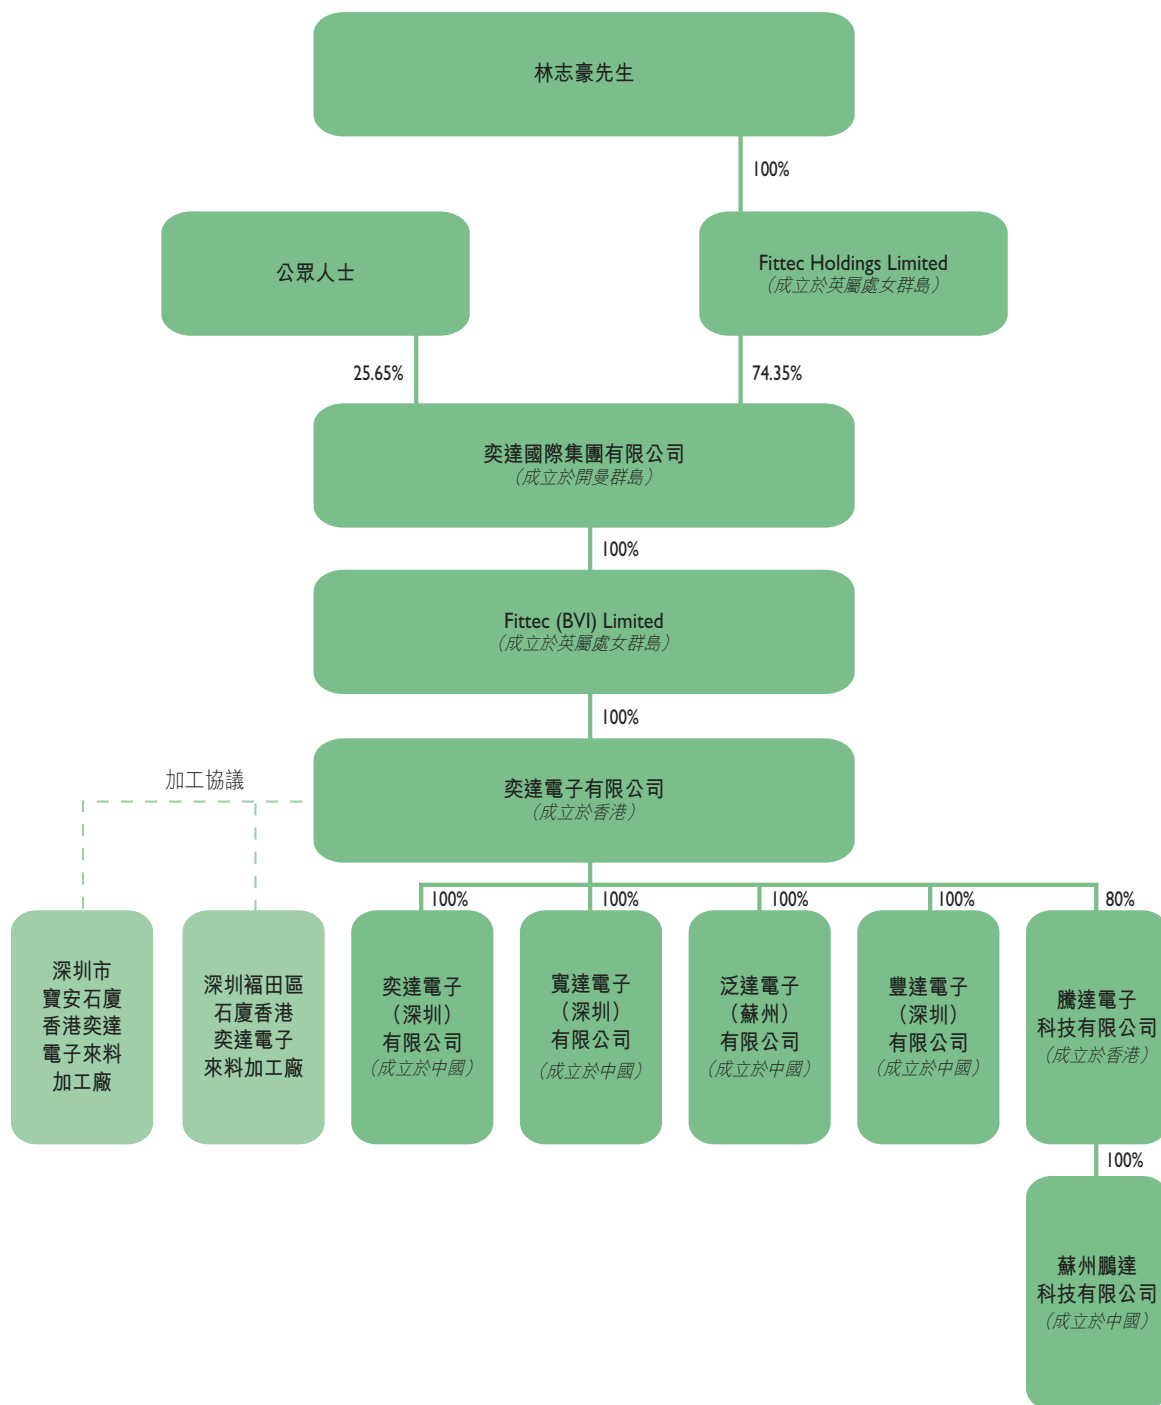 林志豪先生
100%
公眾人士
Fittec Holdings Limited
（成立於英屬處女群島）
25.65%
74.35%
奕達國際集團有限公司
（成立於開曼群島）
100%
Fittec (BVI) Limited
（成立於英屬處女群島）
100%
加工協議
奕達電子有限公司
（成立於香港）
100%
100%
100%
100%
80%
深圳市
寶安石廈
香港奕達
電子來料
加工廠
深圳福田區
石廈香港
奕達電子
來料加工廠
奕達電子
（深圳）
有限公司
（成立於中國）
寬達電子
（深圳）
有限公司
（成立於中國）
泛達電子
（蘇州）
有限公司
（成立於中國）
豐達電子
（深圳）
有限公司
（成立於中國）
騰達電子
科技有限公司
（成立於香港）
100%
蘇州鵬達
科技有限公司
（成立於中國）